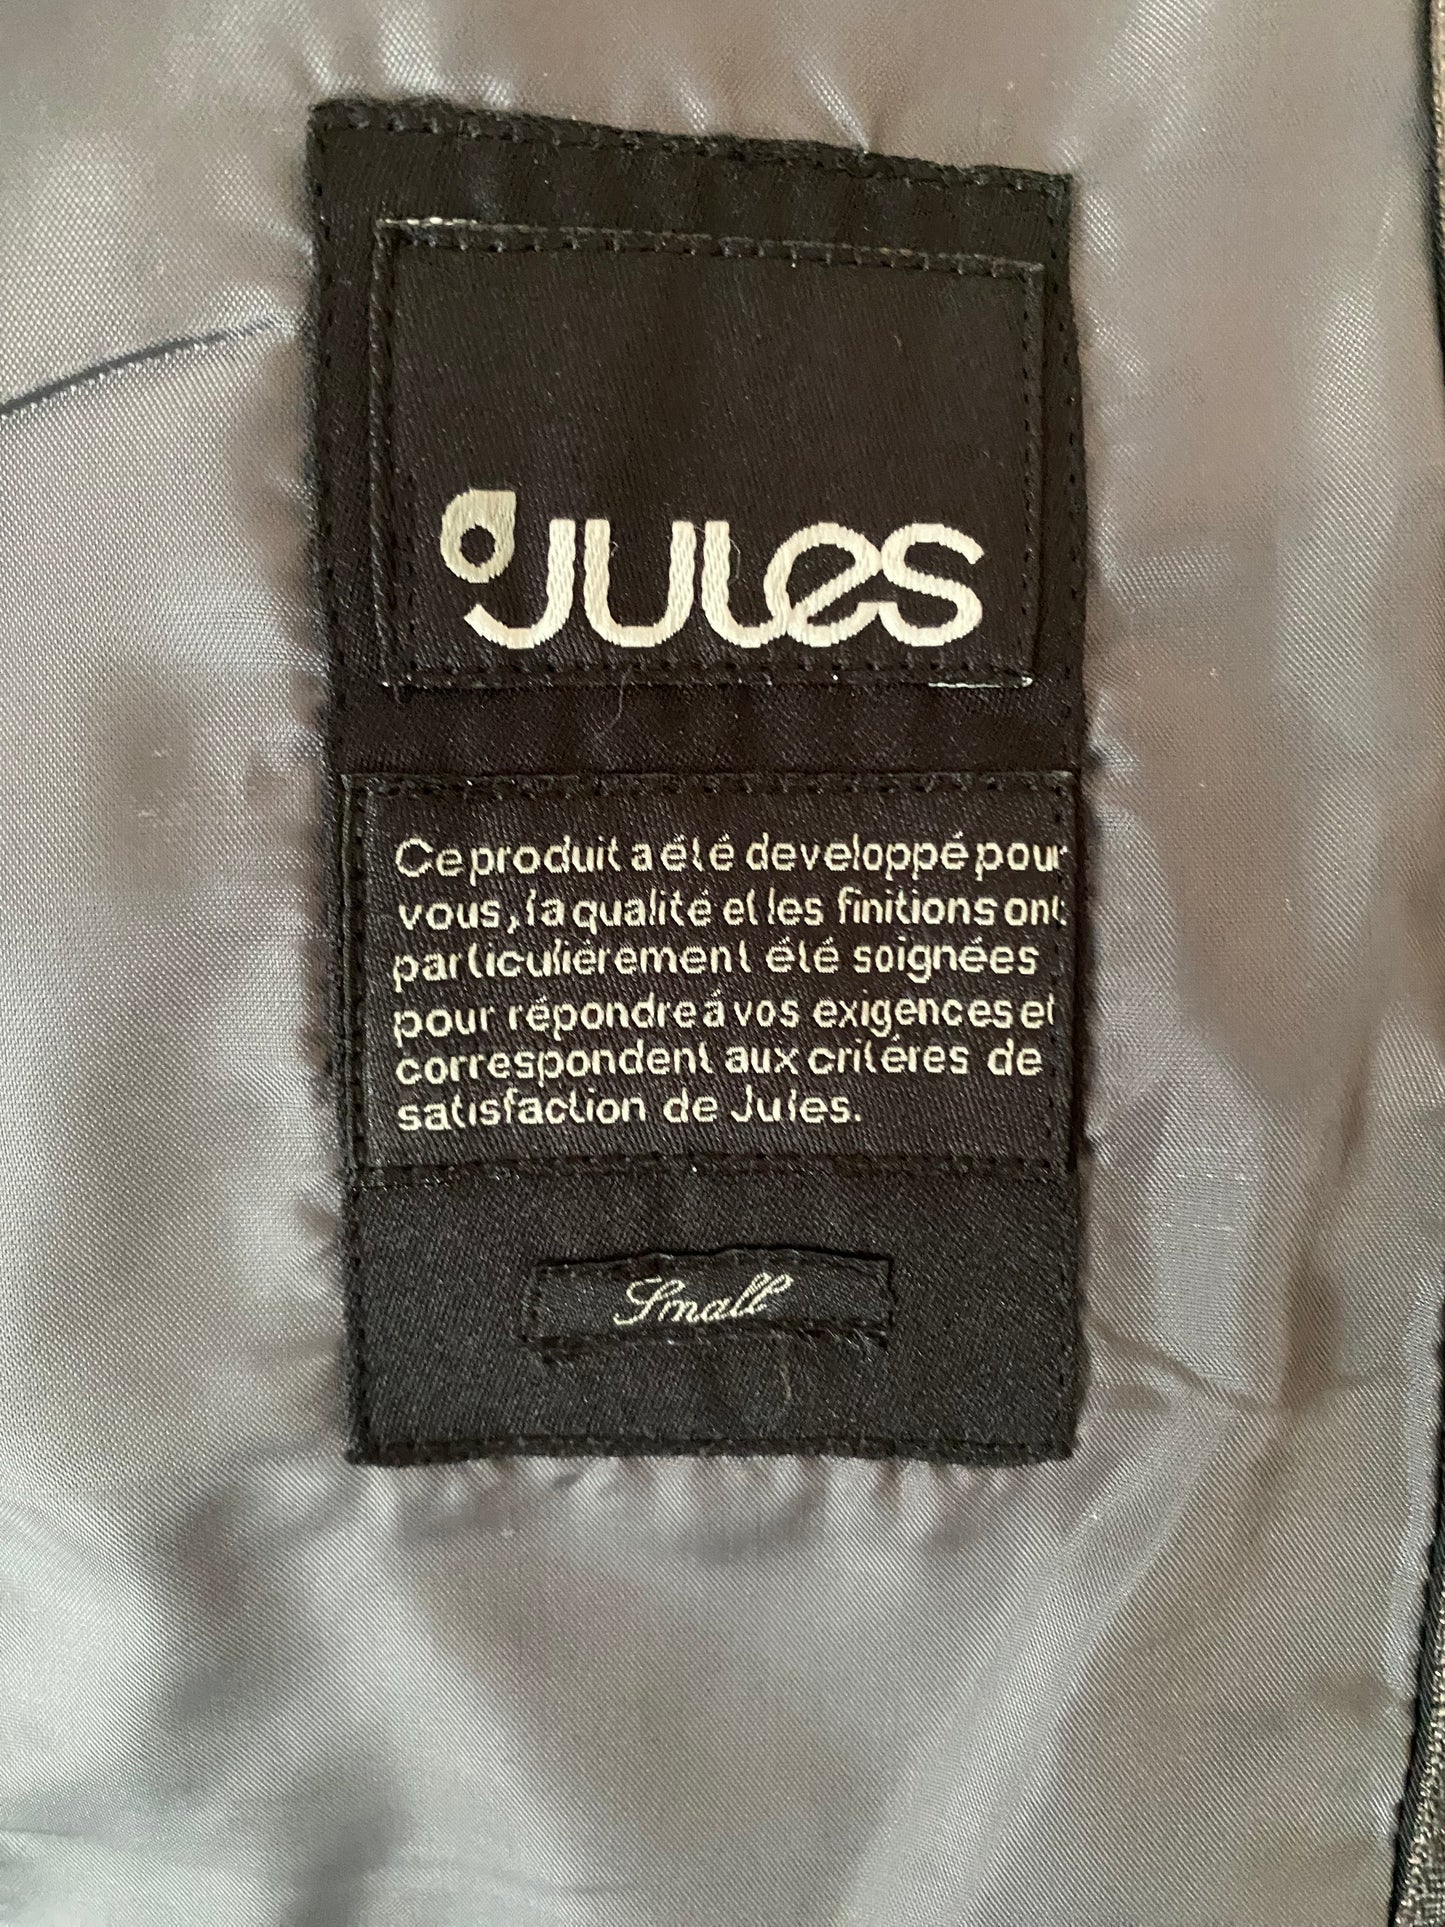 JULES
Ce produit a été developpé pour
vous, la qualité et les finitions ont
particulièrement été soignées
pour répondre à vos exigences et
correspondent aux critères de
satisfaction de Jules.
Small